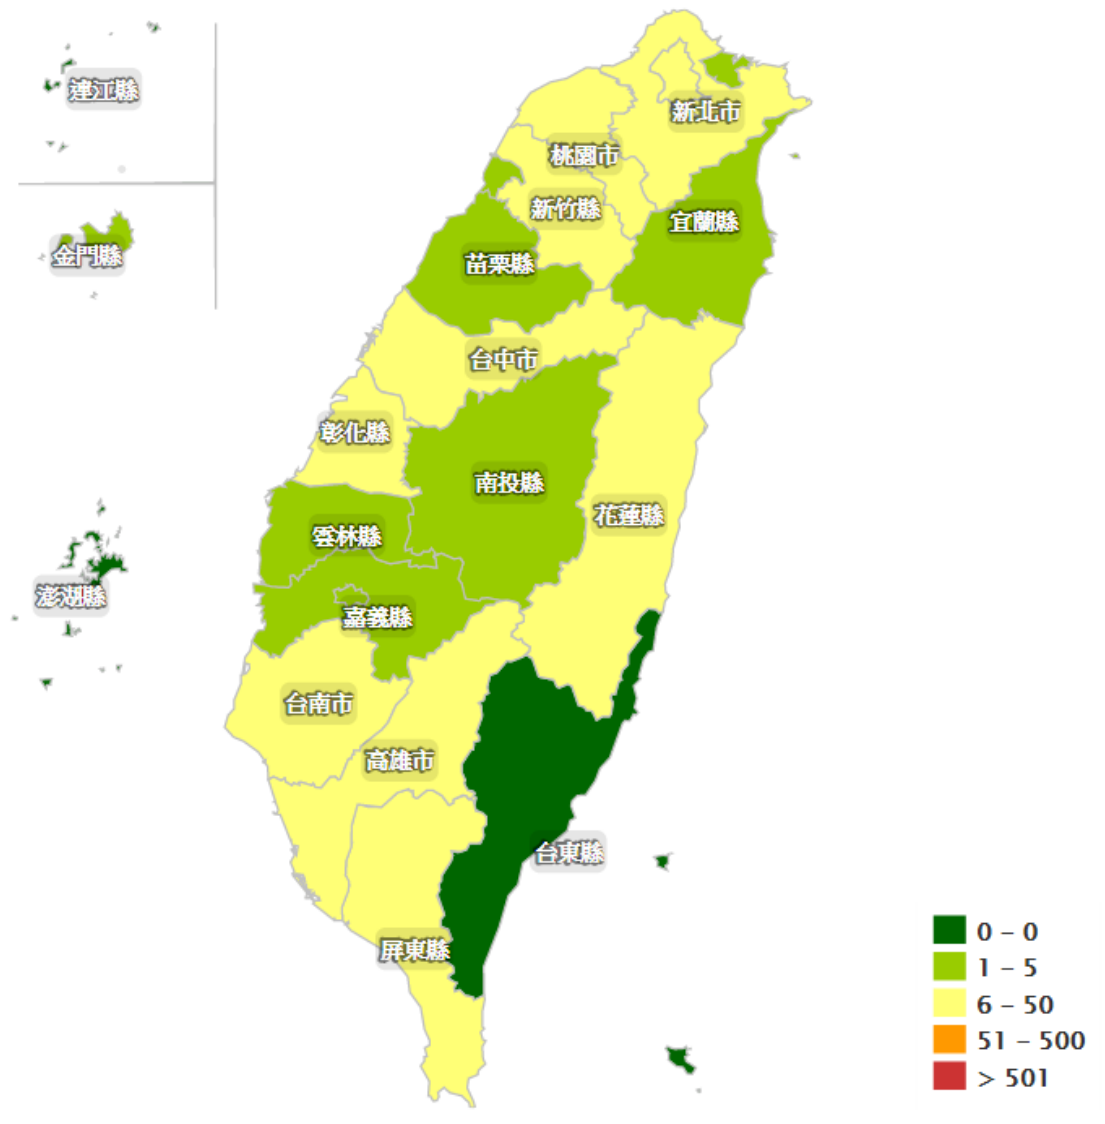 連江縣
新北市
桃園市
新竹縣
宜蘭縣
金門縣
苗栗縣
台中市
彰化縣
南投縣
花蓮縣
雲林縣
澎湖縣
嘉義縣
台南市
高雄市
台東縣
屏東縣
0 – 0
1 – 5
6 – 50
51 – 500
> 501